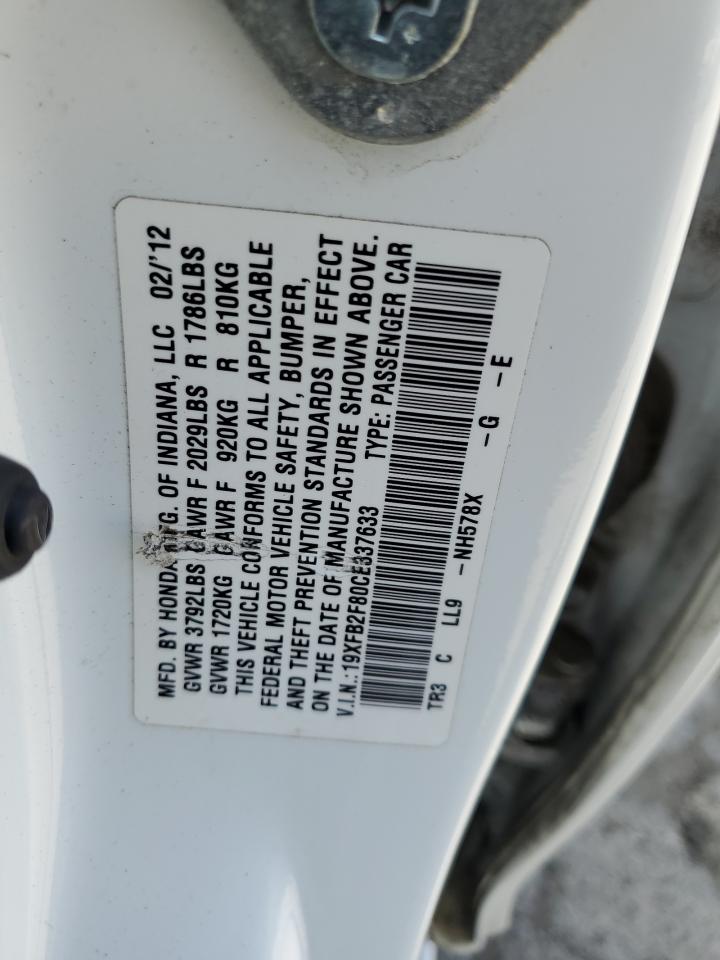 MFD. BY HONDA MFG. OF INDIANA, LLC 02/'12
GVWR 3792LBS GAWR F 2029LBS R 1786LBS
GVWR 1720KG GAWR F 920KG R 810KG
THIS VEHICLE CONFORMS TO ALL APPLICABLE
FEDERAL MOTOR VEHICLE SAFETY, BUMPER,
AND THEFT PREVENTION STANDARDS IN EFFECT
ON THE DATE OF MANUFACTURE SHOWN ABOVE.
V.I.N.:19XFB2F80CE337633 TYPE: PASSENGER CAR
TR3 C LL9 -NH578X -G -E